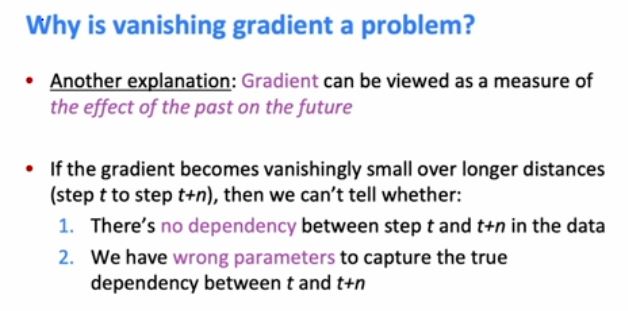 Why is vanishing gradient a problem?
• Another explanation: Gradient can be viewed as a measure of
the effect of the past on the future
• If the gradient becomes vanishingly small over longer distances
(step t to step t+n), then we can't tell whether:
1. There's no dependency between step t and t+n in the data
2. We have wrong parameters to capture the true
dependency between t and t+n